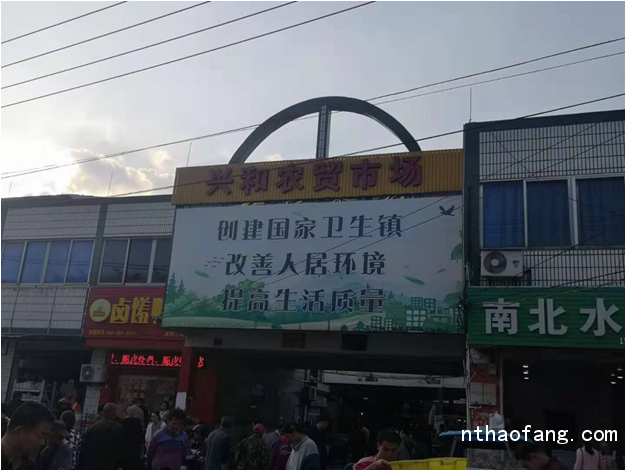 兴和农贸市场
创建国家卫生镇
改善人居环境
提高生活质量
卤馐
南北水
nthaofang.com